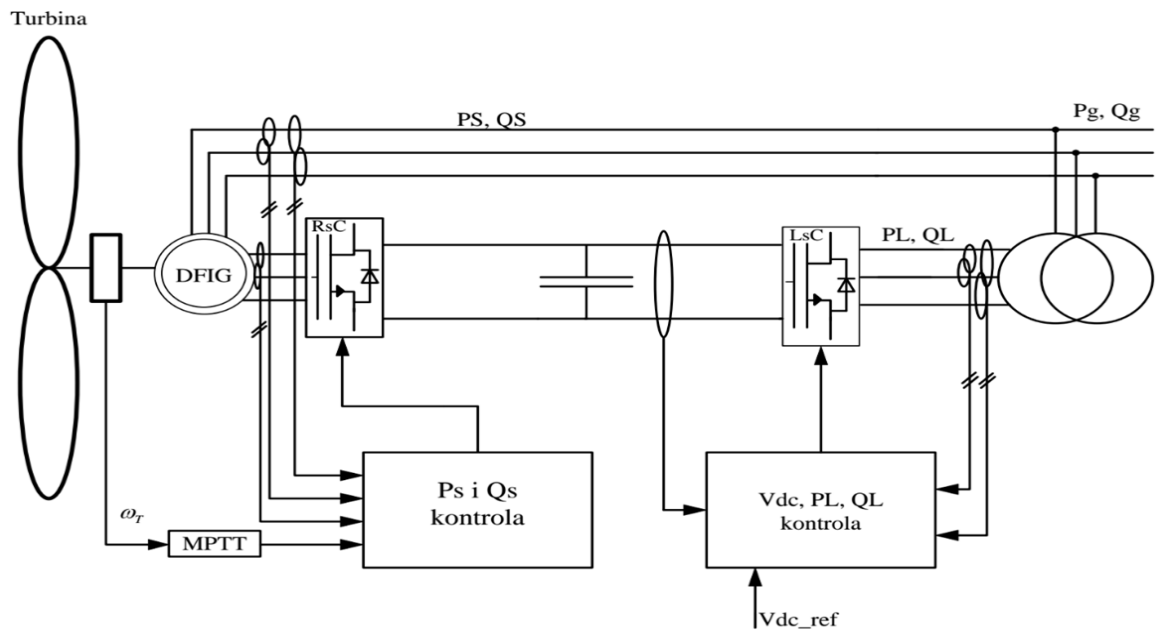 Turbina
PS, QS
Pg, Qg
RsC
LsC
PL, QL
DFIG
Ps i Qs
kontrola
Vdc, PL, QL
kontrola
ω_T
MPTT
Vdc_ref